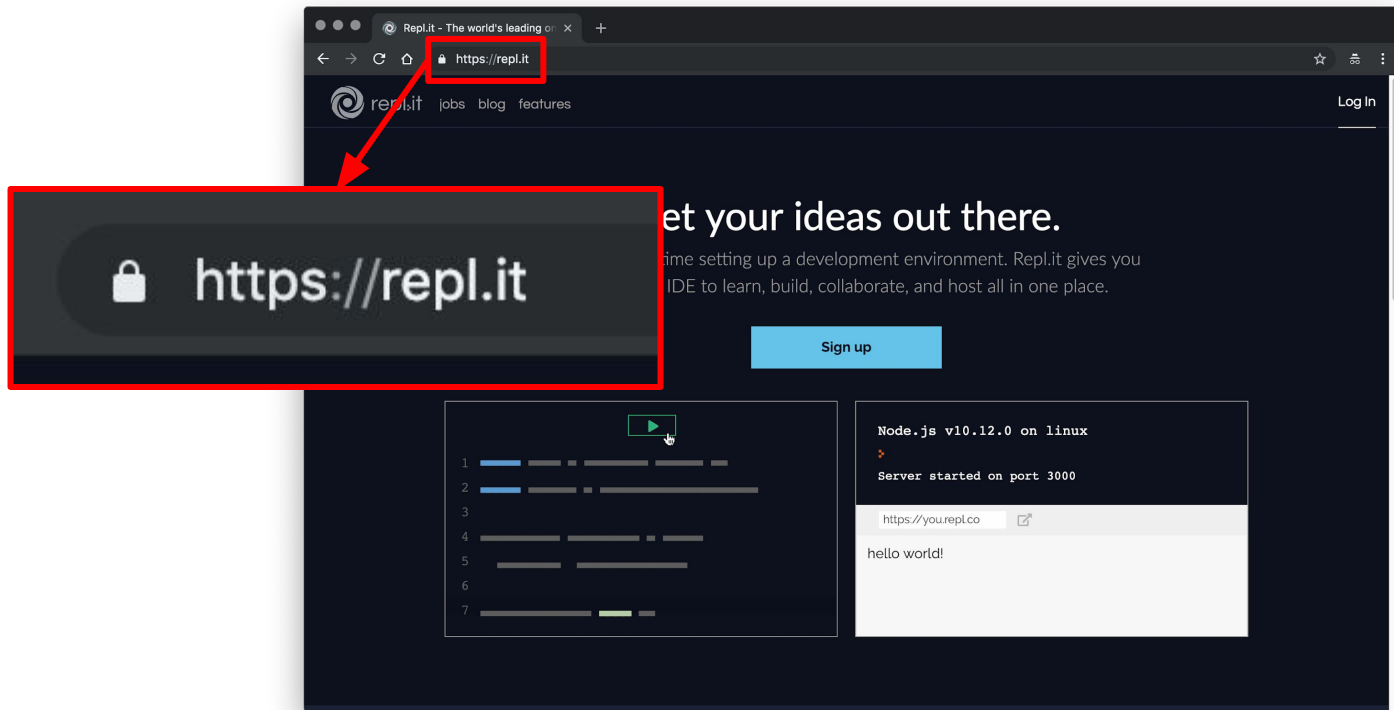 Repl.it - The world's leading on
https://repl.it
repl.it jobs blog features
Log In
https://repl.it
et your ideas out there.
time setting up a development environment. Repl.it gives you
IDE to learn, build, collaborate, and host all in one place.
Sign up
1
2
3
4
5
6
7
Node.js v10.12.0 on linux
Server started on port 3000
https://you.repl.co
hello world!